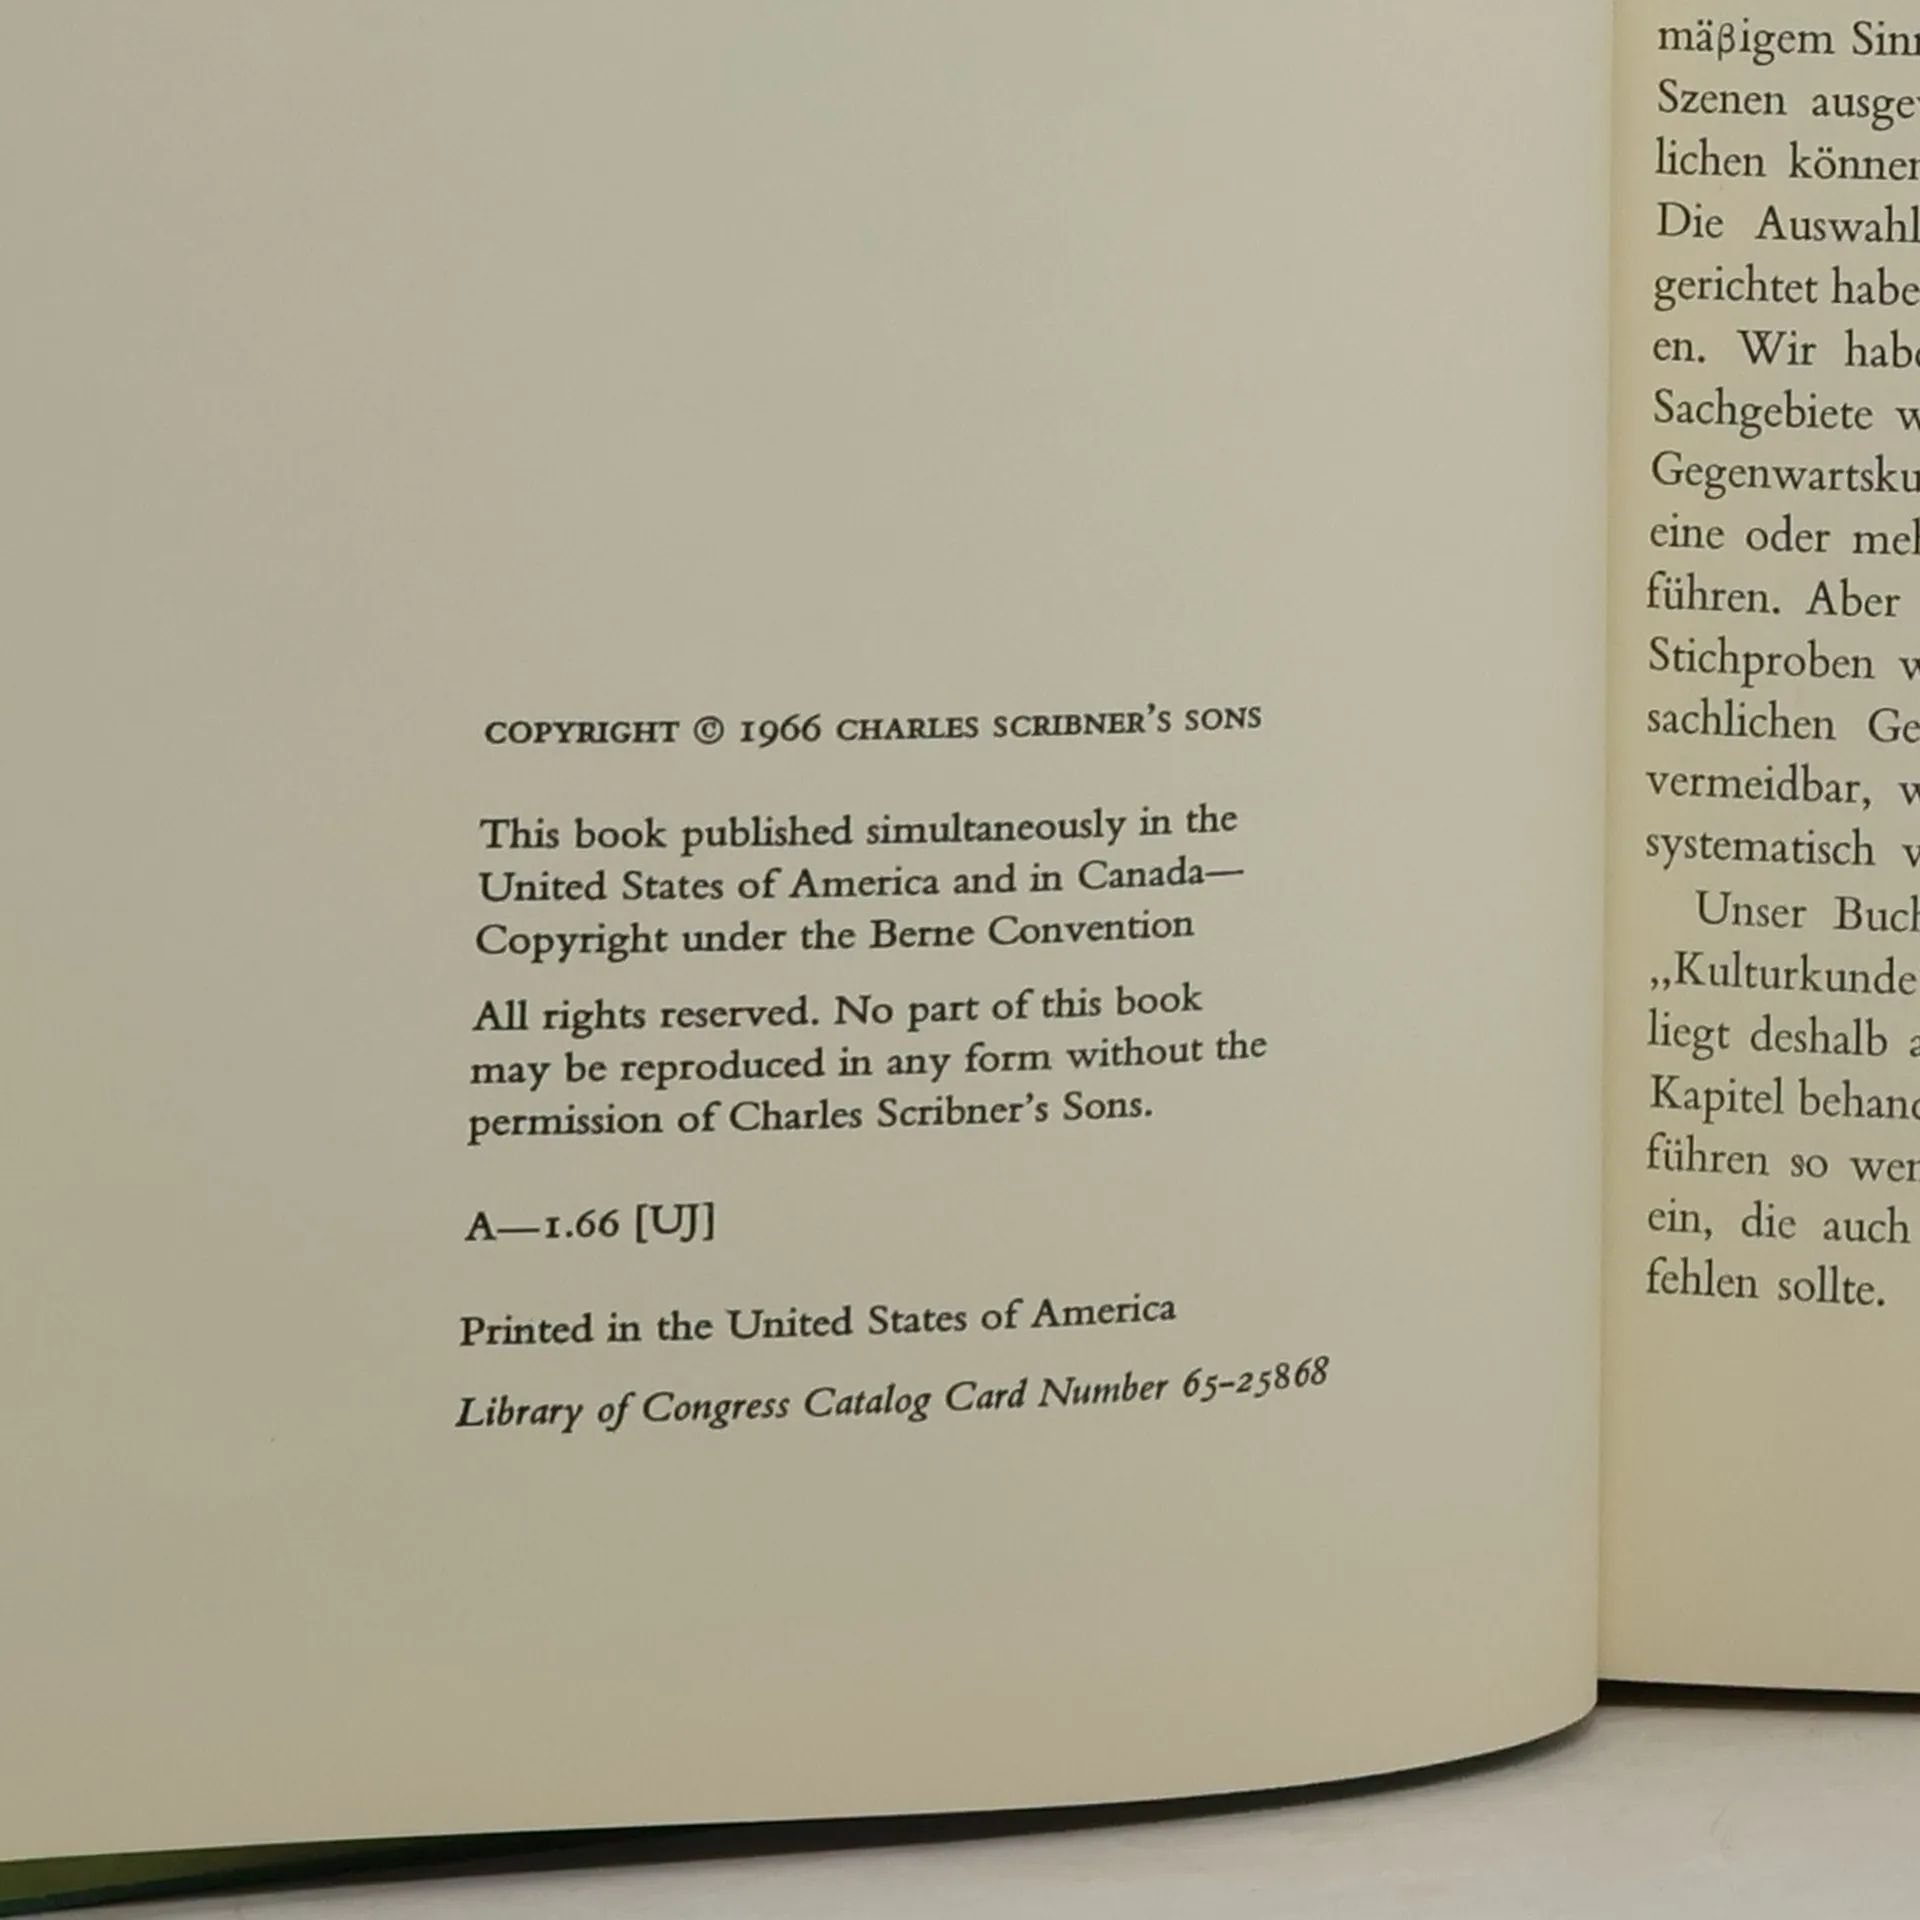 COPYRIGHT © 1966 CHARLES SCRIBNER'S SONS
This book published simultaneously in the
United States of America and in Canada—
Copyright under the Berne Convention
All rights reserved. No part of this book
may be reproduced in any form without the
permission of Charles Scribner's Sons.
A—1.66 [UJ]
Printed in the United States of America
Library of Congress Catalog Card Number 65-25868
mäßigem
Szenen
lichen
Die Auswahl
gerichtet
en. Wir
Sachgebiete
eine oder
führen. Aber
Stichproben
sachlichen
vermeidbar,
systematisch
Unser Buch
„Kulturkunde
liegt deshalb
Kapitel
führen so
ein, die auch
fehlen sollte.